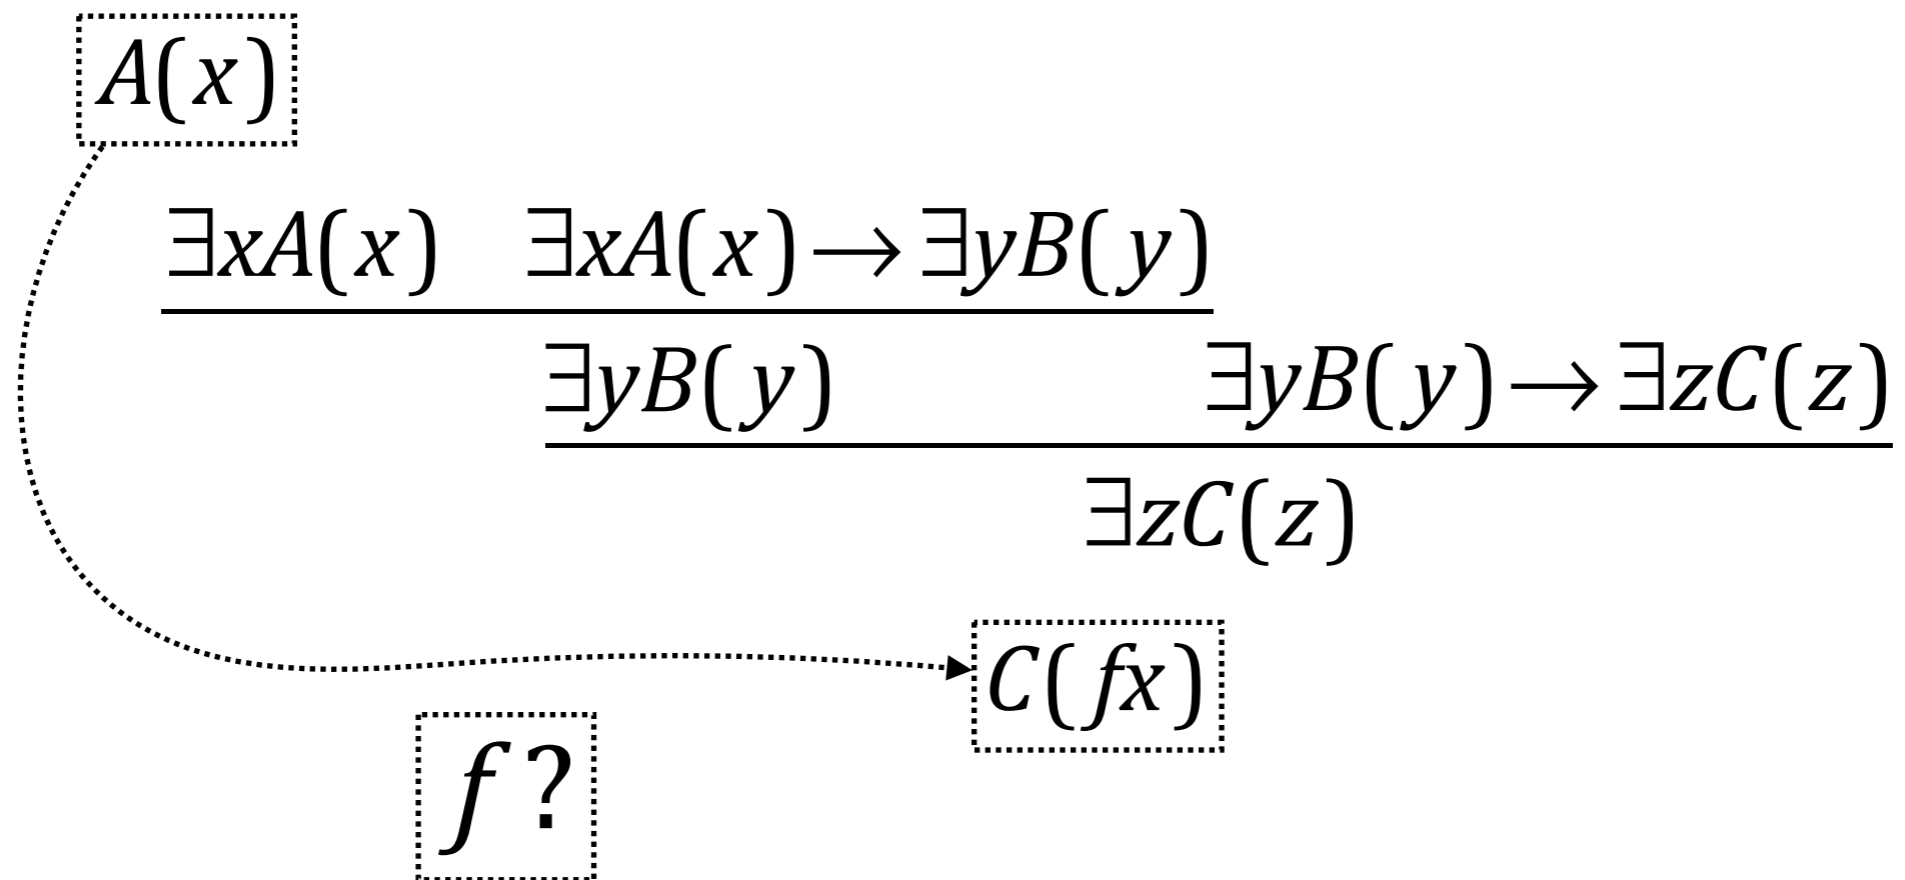 A(x)
∃xA(x) ∃xA(x)→∃yB(y)
∃yB(y) ∃yB(y)→∃zC(z)
∃zC(z)
C(fx)
f?